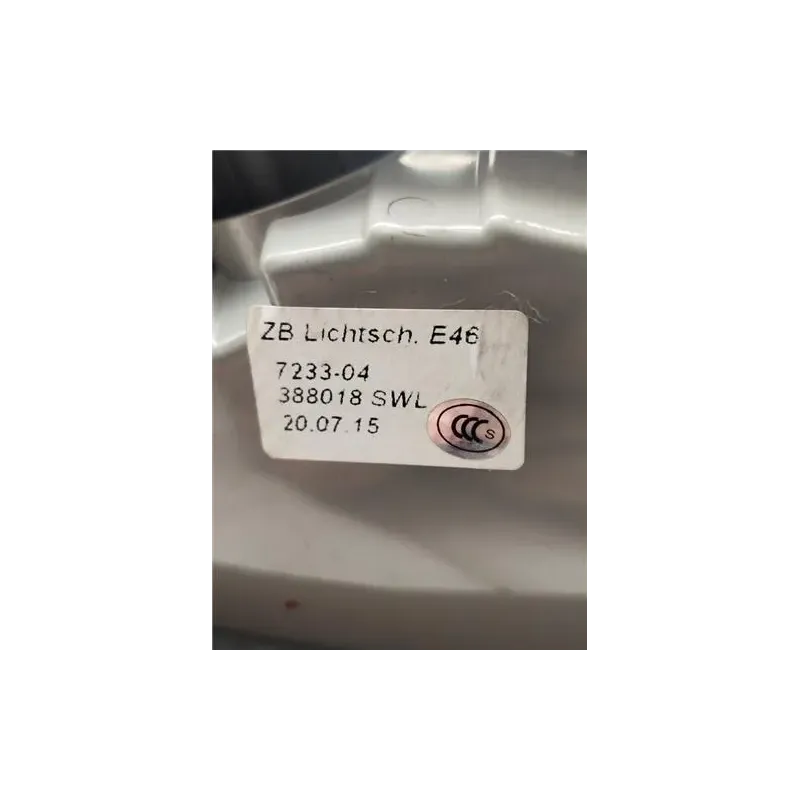 ZB Lichtsch. E46
7233-04
388018 SWL
20.07.15
CCC S